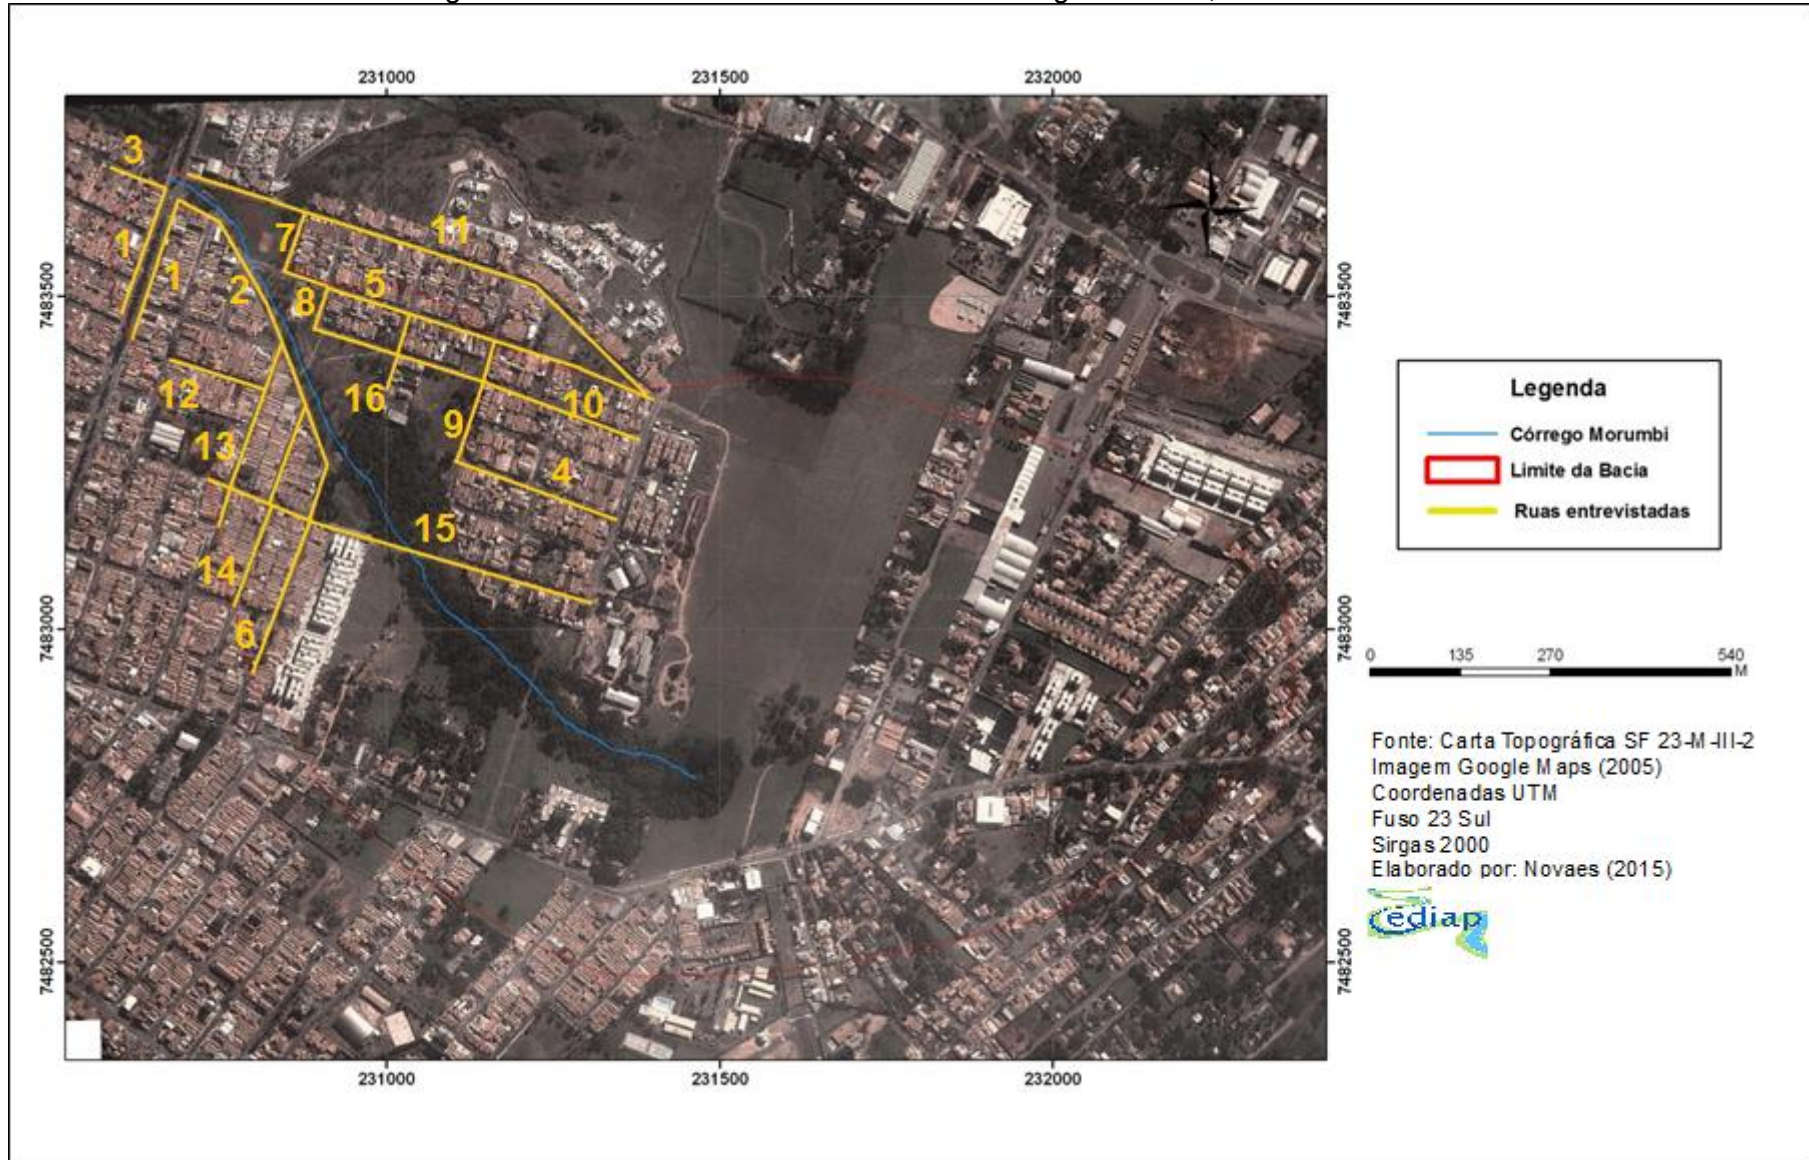 231000 231500 232000
3
1
1
2
7
11
5
8
12
16
10
9
13
4
15
14
6
7483500
7483000
7482500
7483500
7483000
7482500
231000 231500 232000
Legenda
Córrego Morumbi
Limite da Bacia
Ruas entrevistadas
0 135 270 540
M
Fonte: Carta Topográfica SF 23-M-III-2
Imagem Google Maps (2005)
Coordenadas UTM
Fuso 23 Sul
Sirgas 2000
Elaborado por: Novaes (2015)
Cediap